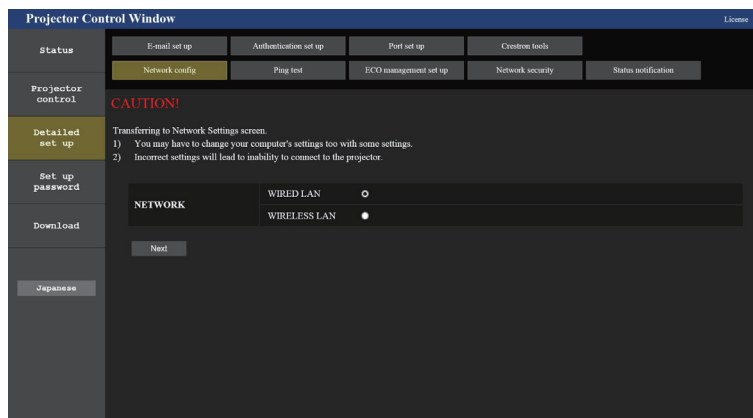 Projector Control Window
License
Status
Projector
control
Detailed
set up
Set up
password
Download
Japanese
E-mail set up
Authentication set up
Port set up
Crestron tools
Network config
Ping test
ECO management set up
Network security
Status notification
CAUTION!
Transferring to Network Settings screen.
1) You may have to change your computer's settings too with some settings.
2) Incorrect settings will lead to inability to connect to the projector.
NETWORK
WIRED LAN
WIRELESS LAN
Next